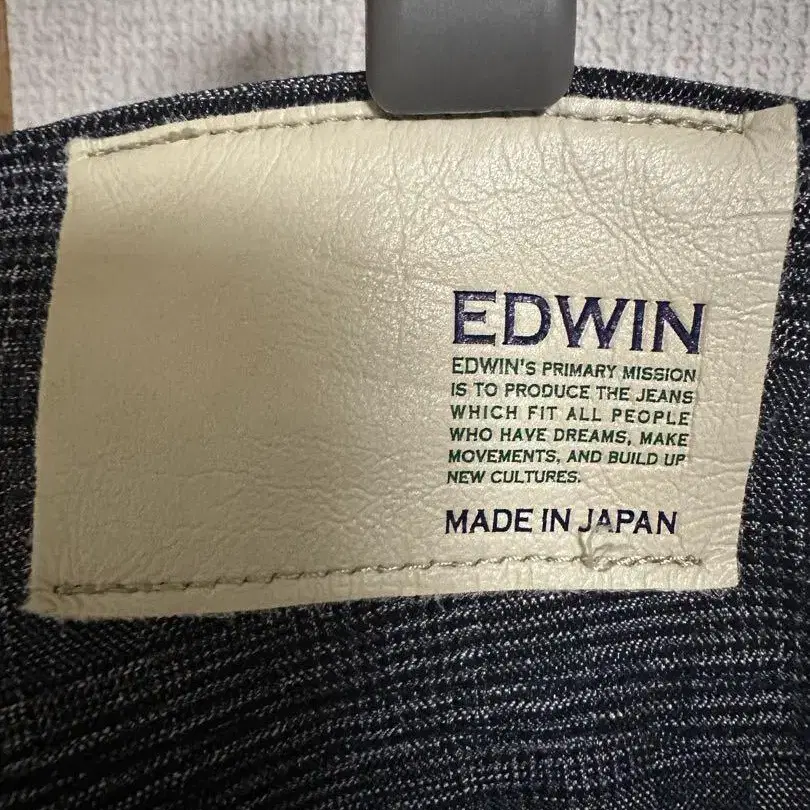 EDWIN
EDWIN'S PRIMARY MISSION
IS TO PRODUCE THE JEANS
WHICH FIT ALL PEOPLE
WHO HAVE DREAMS, MAKE
MOVEMENTS, AND BUILD UP
NEW CULTURES.
MADE IN JAPAN